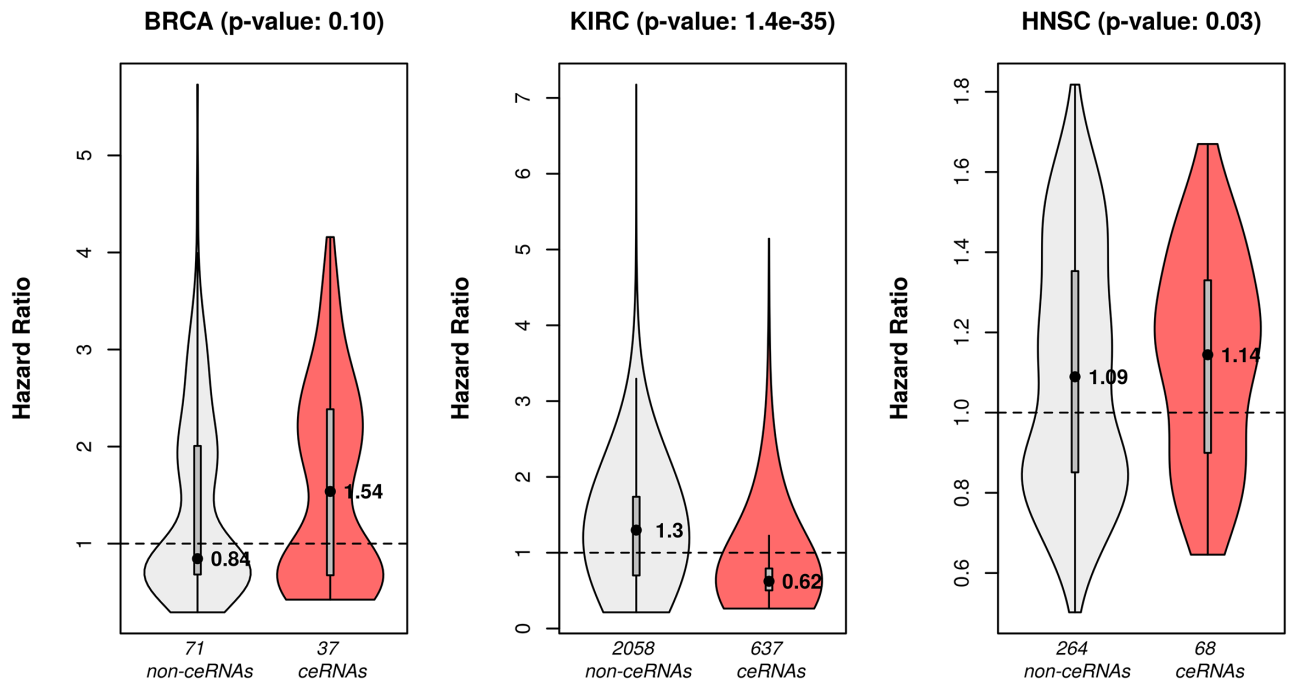 BRCA (p-value: 0.10)
Hazard Ratio
5
4
3
2
1
0.84
1.54
71
non-ceRNAs
37
ceRNAs
KIRC (p-value: 1.4e-35)
Hazard Ratio
7
6
5
4
3
2
1
0
1.3
0.62
2058
non-ceRNAs
637
ceRNAs
HNSC (p-value: 0.03)
Hazard Ratio
1.8
1.6
1.4
1.2
1.0
0.8
0.6
1.09
1.14
264
non-ceRNAs
68
ceRNAs